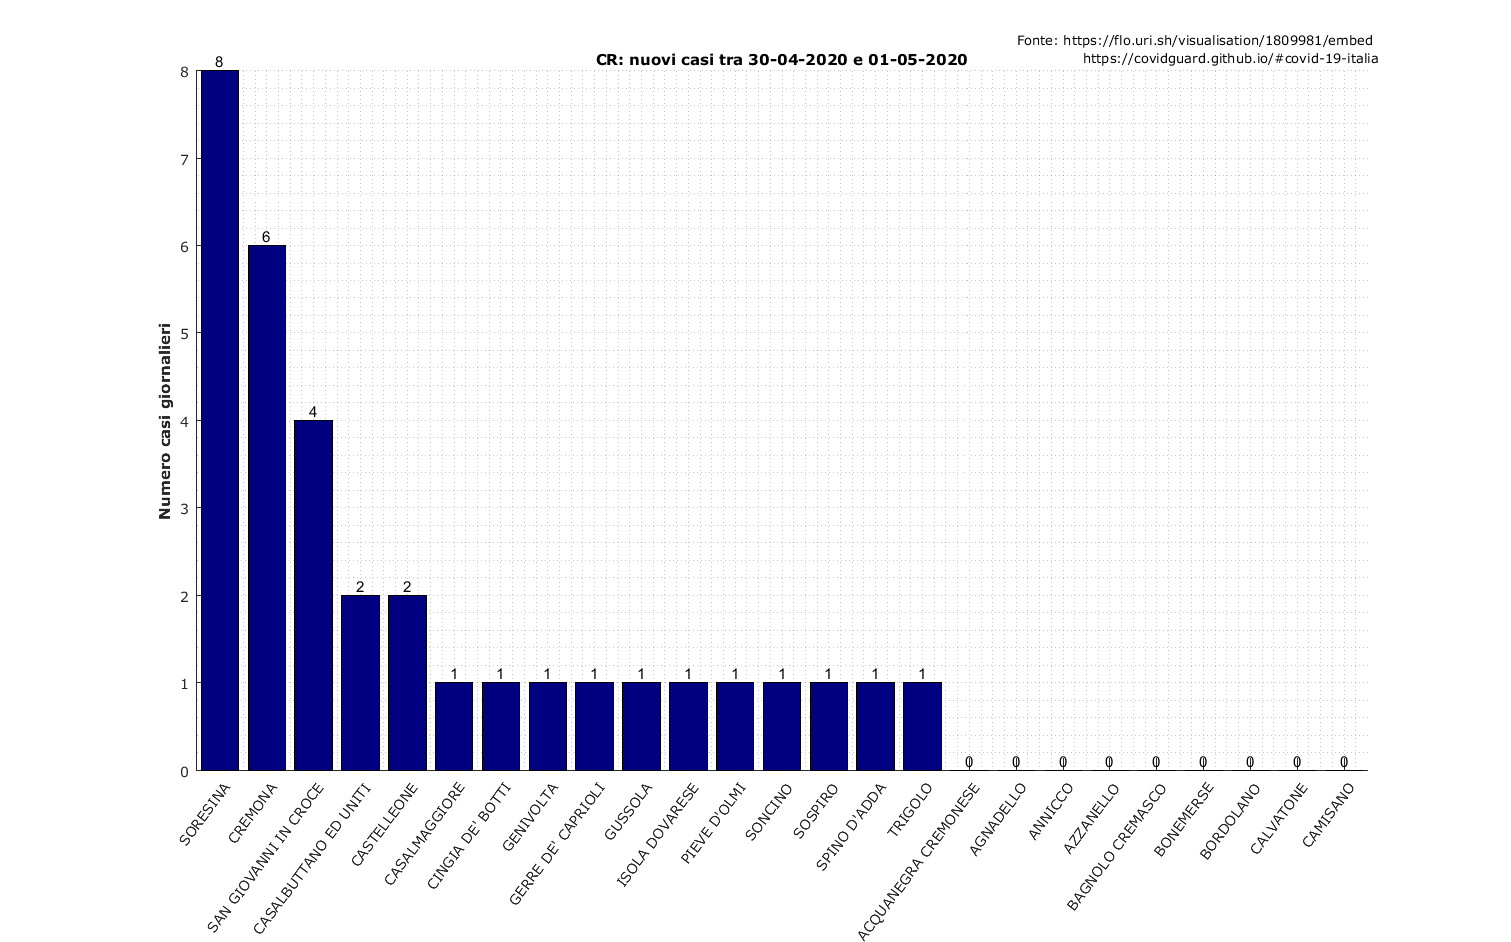 Fonte: https://flo.uri.sh/visualisation/1809981/embed
https://covidguard.github.io/#covid-19-italia
CR: nuovi casi tra 30-04-2020 e 01-05-2020
Numero casi giornalieri
8
7
6
5
4
3
2
1
0
8
6
4
2
2
1
1
1
1
1
1
1
1
1
1
1
0
0
0
0
0
0
0
0
0
SORESINA
CREMONA
SAN GIOVANNI IN CROCE
CASALBUTTANO ED UNITI
CASTELLEONE
CASALMAGGIORE
CINGIA DE' BOTTI
GENIVOLTA
GERRE DE' CAPRIOLI
GUSSOLA
ISOLA DOVARESE
PIEVE D'OLMI
SONCINO
SOSPIRO
SPINO D'ADDA
TRIGOLO
ACQUANEGRA CREMONESE
AGNADELLO
ANNICCO
AZZANELLO
BAGNOLO CREMASCO
BONEMERSE
BORDOLANO
CALVATONE
CAMISANO